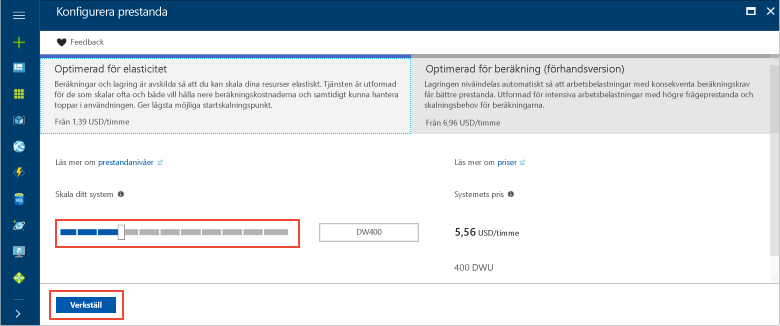 Konfigurera prestanda
Feedback
Optimerad för elasticitet
Beräkningar och lagring är avskilda så att du kan skala dina resurser elastiskt. Tjänsten är utformad
för de som skalar ofta och både vill hålla nere beräkningskostnaderna och samtidigt kunna hantera
toppar i användningen. Ger lägsta möjliga startskalningspunkt.
Från 1,39 USD/timme
Optimerad för beräkning (förhandsversion)
Lagringen nivåindelas automatiskt så att arbetsbelastningar med konsekventa beräkningskrav
får bättre prestanda. Utformad för intensiva arbetsbelastningar med högre frågeprestanda och
skalningsbehov för beräkningarna.
Från 6,96 USD/timme
Läs mer om prestandanivåer
Läs mer om priser
Skala ditt system
Systemets pris
DW400
5,56 USD/timme
400 DWU
Verkställ